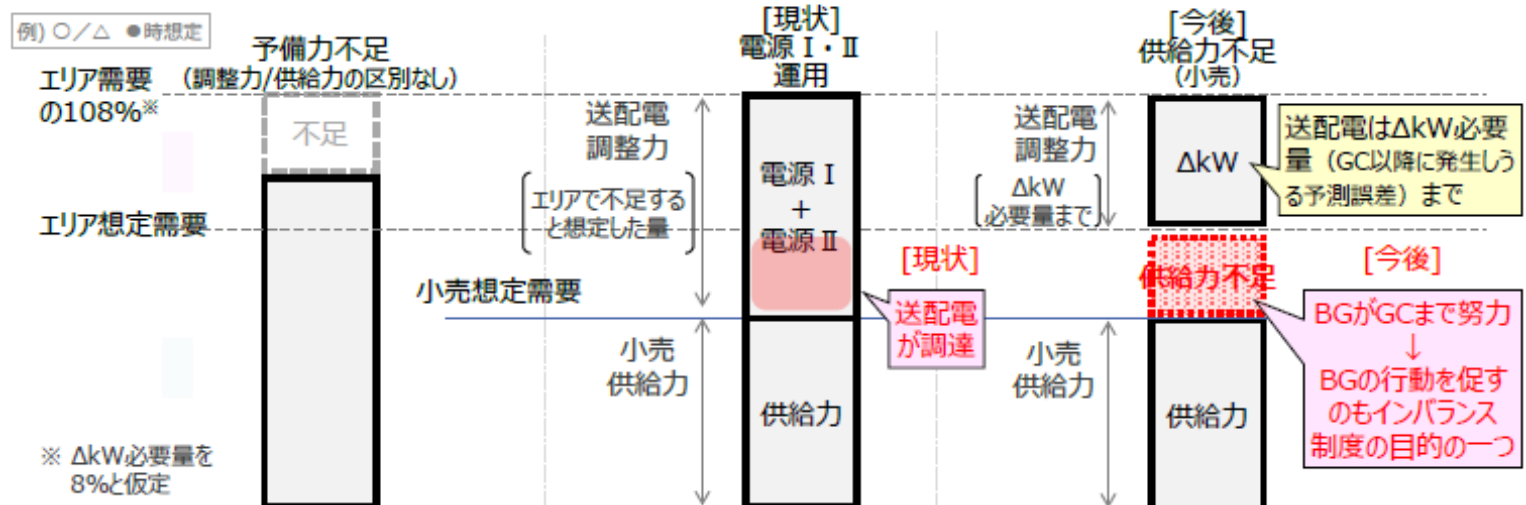 例) ○／△ ●時想定
予備力不足
（調整力/供給力の区別なし）
エリア需要
の108%※
不足
エリア想定需要
小売想定需要
※ ΔkW必要量を
8%と仮定
[現状]
電源Ⅰ・Ⅱ
運用
送配電
調整力
エリアで不足する
と想定した量
電源Ⅰ
+
電源Ⅱ
[現状]
送配電
が調達
小売
供給力
供給力
[今後]
供給力不足
(小売)
送配電
調整力
ΔkW
必要量まで
ΔkW
送配電はΔkW必要
量（GC以降に発生しう
る予測誤差）まで
供給力不足
[今後]
BGがGCまで努力
↓
BGの行動を促す
のもインバランス
制度の目的の一つ
小売
供給力
供給力